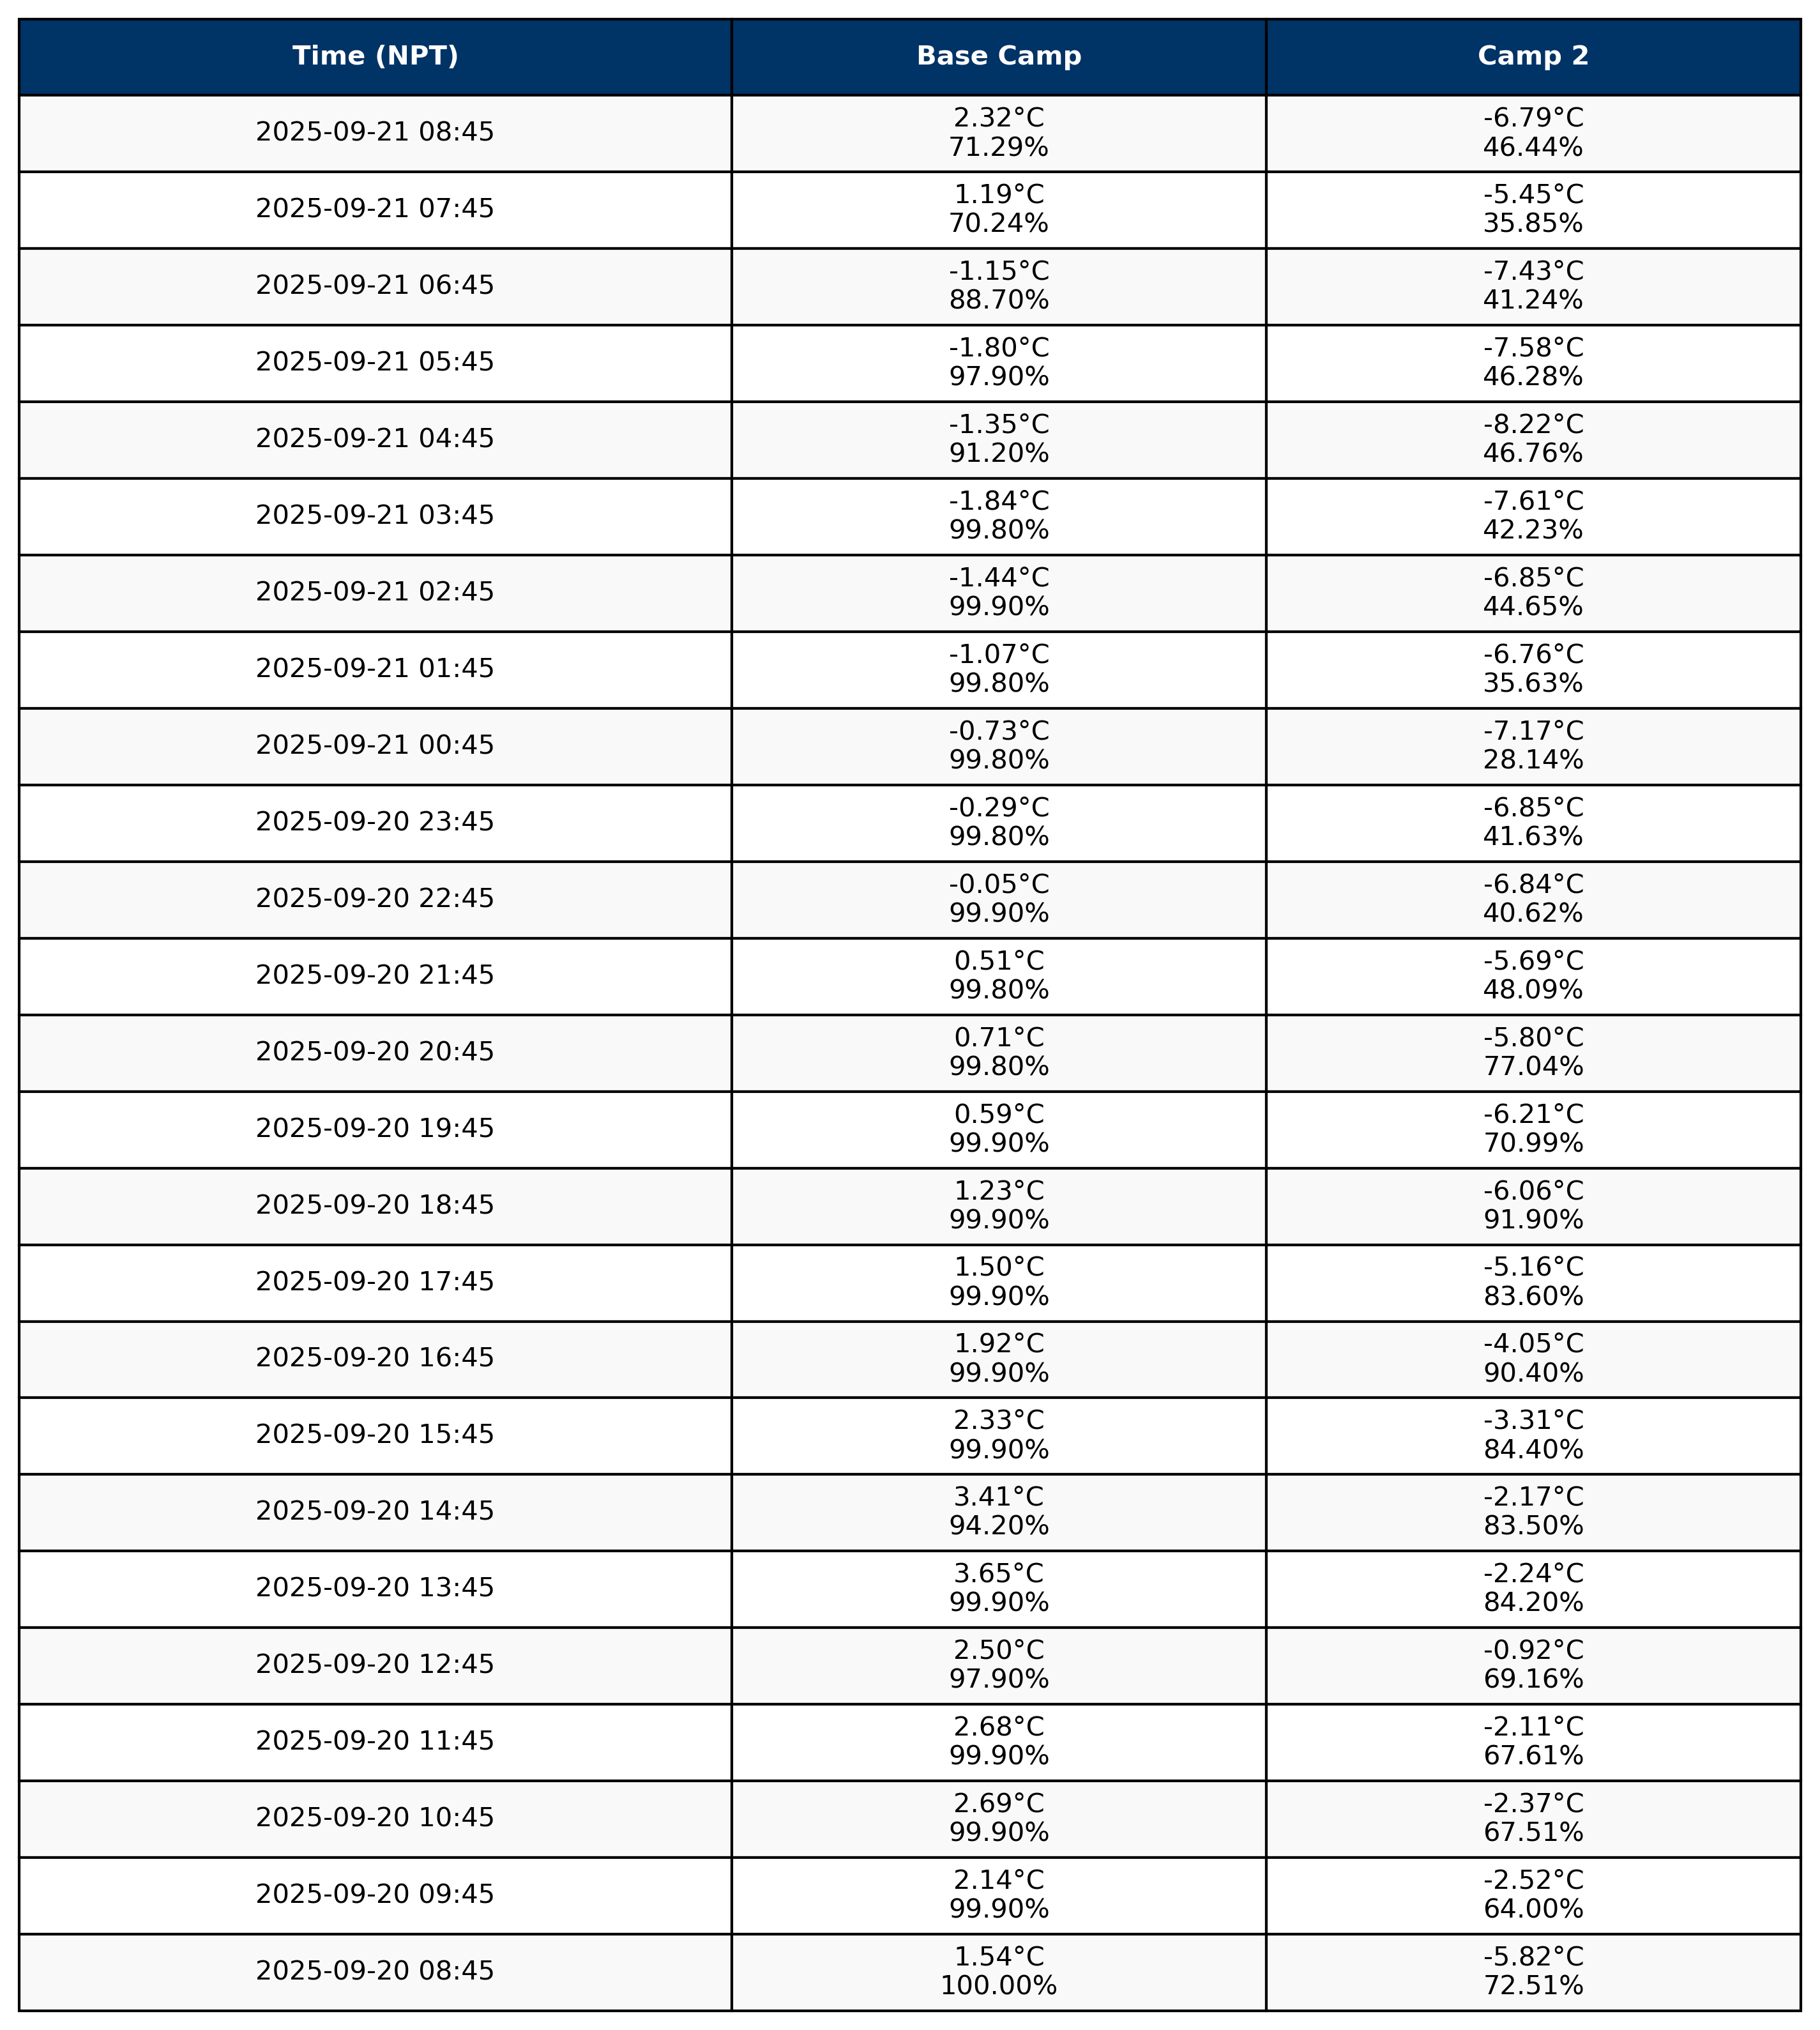 Time (NPT) Base Camp Camp 2
2025-09-21 08:45 2.32°C -6.79°C
71.29% 46.44%
2025-09-21 07:45 1.19°C -5.45°C
70.24% 35.85%
2025-09-21 06:45 -1.15°C -7.43°C
88.70% 41.24%
2025-09-21 05:45 -1.80°C -7.58°C
97.90% 46.28%
2025-09-21 04:45 -1.35°C -8.22°C
91.20% 46.76%
2025-09-21 03:45 -1.84°C -7.61°C
99.80% 42.23%
2025-09-21 02:45 -1.44°C -6.85°C
99.90% 44.65%
2025-09-21 01:45 -1.07°C -6.76°C
99.80% 35.63%
2025-09-21 00:45 -0.73°C -7.17°C
99.80% 28.14%
2025-09-20 23:45 -0.29°C -6.85°C
99.80% 41.63%
2025-09-20 22:45 -0.05°C -6.84°C
99.90% 40.62%
2025-09-20 21:45 0.51°C -5.69°C
99.80% 48.09%
2025-09-20 20:45 0.71°C -5.80°C
99.80% 77.04%
2025-09-20 19:45 0.59°C -6.21°C
99.90% 70.99%
2025-09-20 18:45 1.23°C -6.06°C
99.90% 91.90%
2025-09-20 17:45 1.50°C -5.16°C
99.90% 83.60%
2025-09-20 16:45 1.92°C -4.05°C
99.90% 90.40%
2025-09-20 15:45 2.33°C -3.31°C
99.90% 84.40%
2025-09-20 14:45 3.41°C -2.17°C
94.20% 83.50%
2025-09-20 13:45 3.65°C -2.24°C
99.90% 84.20%
2025-09-20 12:45 2.50°C -0.92°C
97.90% 69.16%
2025-09-20 11:45 2.68°C -2.11°C
99.90% 67.61%
2025-09-20 10:45 2.69°C -2.37°C
99.90% 67.51%
2025-09-20 09:45 2.14°C -2.52°C
99.90% 64.00%
2025-09-20 08:45 1.54°C -5.82°C
100.00% 72.51%